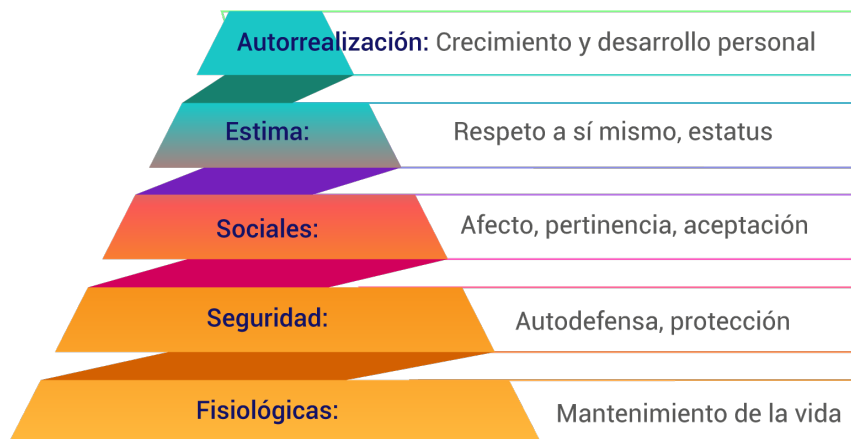 Autorrealización: Crecimiento y desarrollo personal
Estima: Respeto a sí mismo, estatus
Sociales: Afecto, pertinencia, aceptación
Seguridad: Autodefensa, protección
Fisiológicas: Mantenimiento de la vida